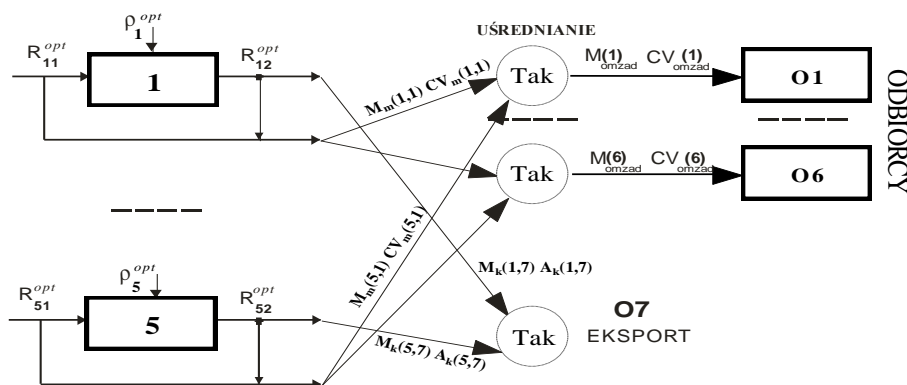 ρ₁ᵒᵖᵗ
R₁₁ᵒᵖᵗ
1
R₁₂ᵒᵖᵗ
UŚREDNIANIE
Tak
M(1)omzad CV(1)omzad
O1
Mₘ(1,1) CVₘ(1,1)
Tak
M(6)omzad CV(6)omzad
O6
ODBIORCY
Mₘ(5,1) CVₘ(5,1)
Mₖ(1,7) Aₖ(1,7)
ρ₅ᵒᵖᵗ
R₅₁ᵒᵖᵗ
5
R₅₂ᵒᵖᵗ
Mₖ(5,7) Aₖ(5,7)
Tak
O7
EKSPORT